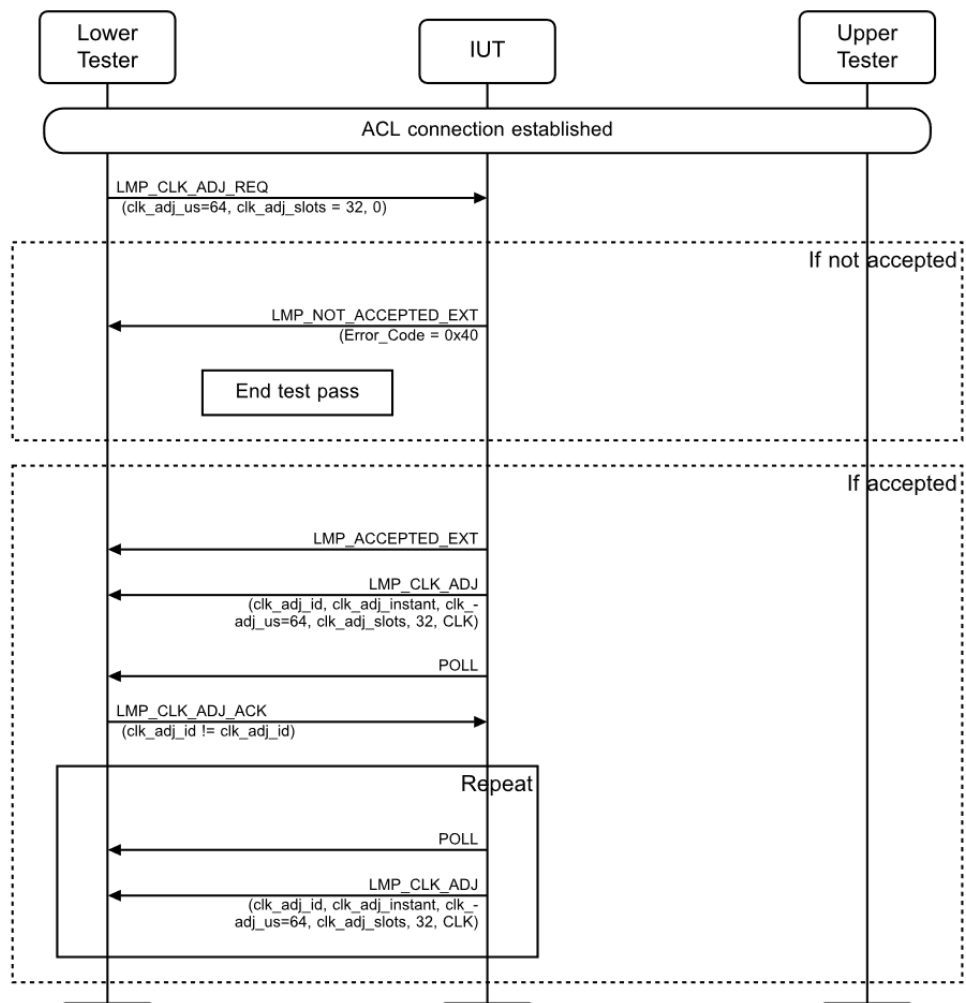 Lower
Tester
IUT
Upper
Tester
ACL connection established
LMP_CLK_ADJ_REQ
(clk_adj_us=64, clk_adj_slots = 32, 0)
If not accepted
LMP_NOT_ACCEPTED_EXT
(Error_Code = 0x40
End test pass
If accepted
LMP_ACCEPTED_EXT
LMP_CLK_ADJ
(clk_adj_id, clk_adj_instant, clk_-
adj_us=64, clk_adj_slots, 32, CLK)
POLL
LMP_CLK_ADJ_ACK
(clk_adj_id != clk_adj_id)
Repeat
POLL
LMP_CLK_ADJ
(clk_adj_id, clk_adj_instant, clk_-
adj_us=64, clk_adj_slots, 32, CLK)